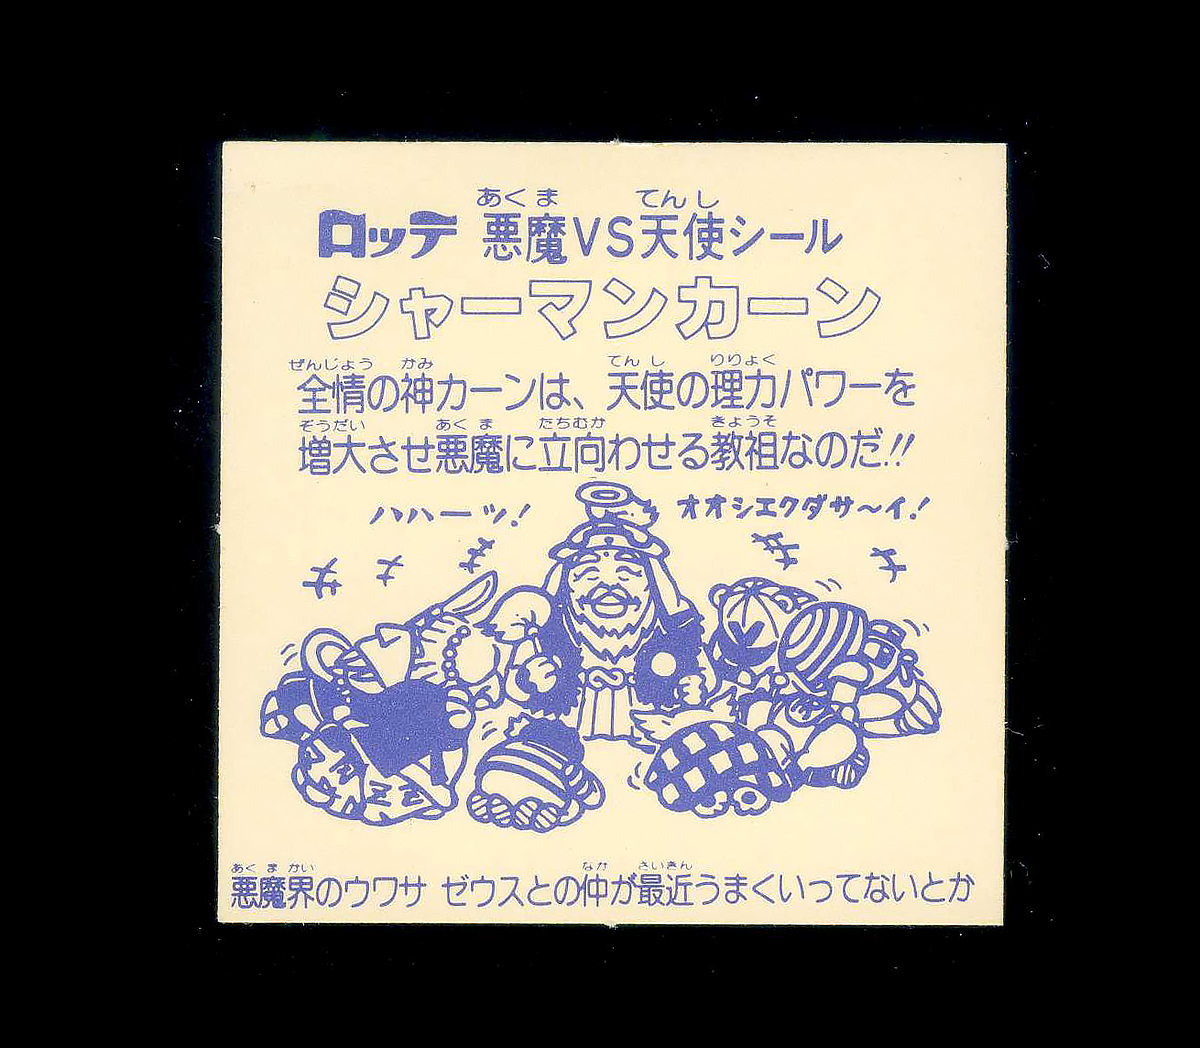 ロッテ 悪魔VS天使シール
あくま てんし
シャーマンカーン
ぜんじょう かみ てんし りりょく
全情の神カーンは、天使の理力パワーを
ぞうだい あくま たちむか きょうそ
増大させ悪魔に立向わせる教祖なのだ!!
ハハーッ! オオシエクダサ〜イ!
あくまかい なか さいきん
悪魔界のウワサ ゼウスとの仲が最近うまくいってないとか